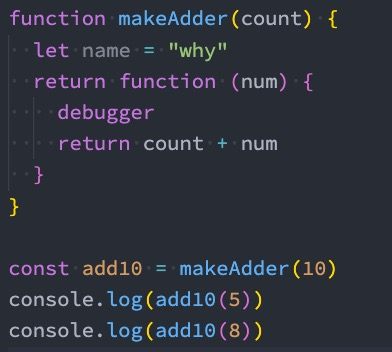 function makeAdder(count) {
  let name = "why"
  return function (num) {
    debugger
    return count + num
  }
}

const add10 = makeAdder(10)
console.log(add10(5))
console.log(add10(8))